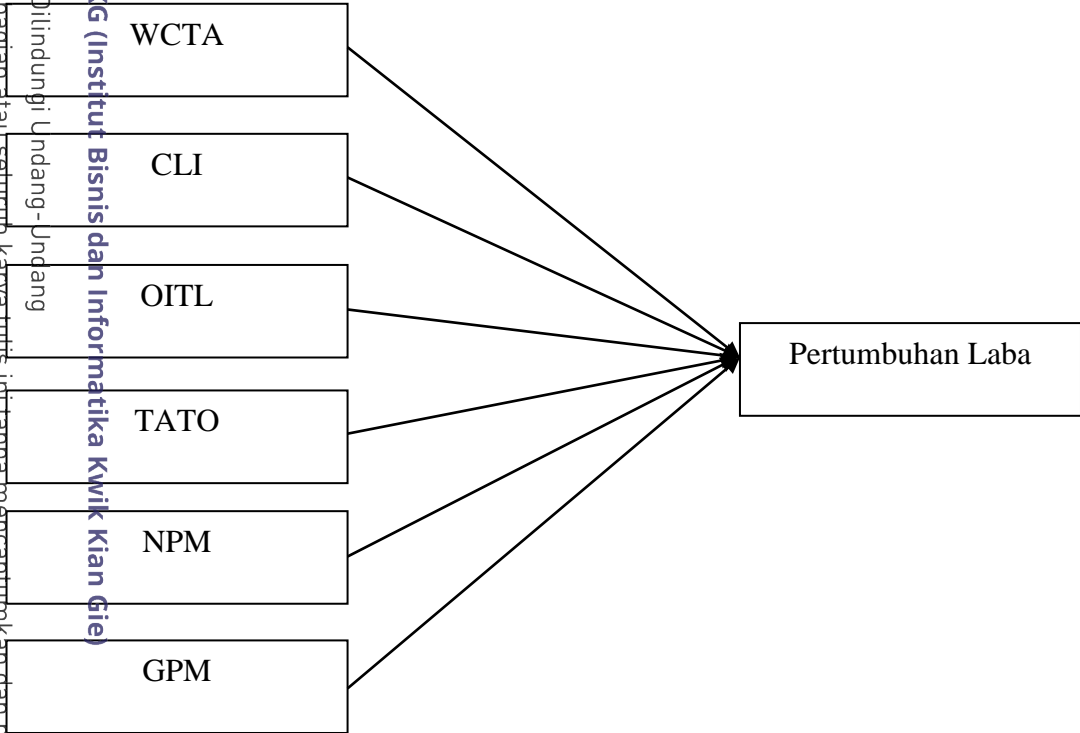 WCTA
CLI
OITL
TATO
NPM
GPM
Pertumbuhan Laba
(Institut Bisnis dan Informatika Kwik Kian Gie)
Dilindungi Undang-Undang